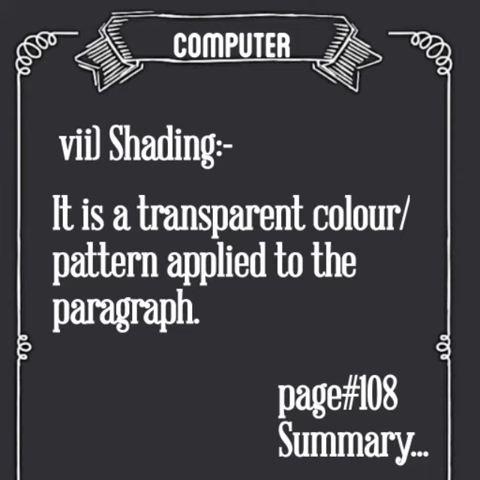 COMPUTER
vii) Shading:-
It is a transparent colour/
pattern applied to the
paragraph.
page#108
Summary...